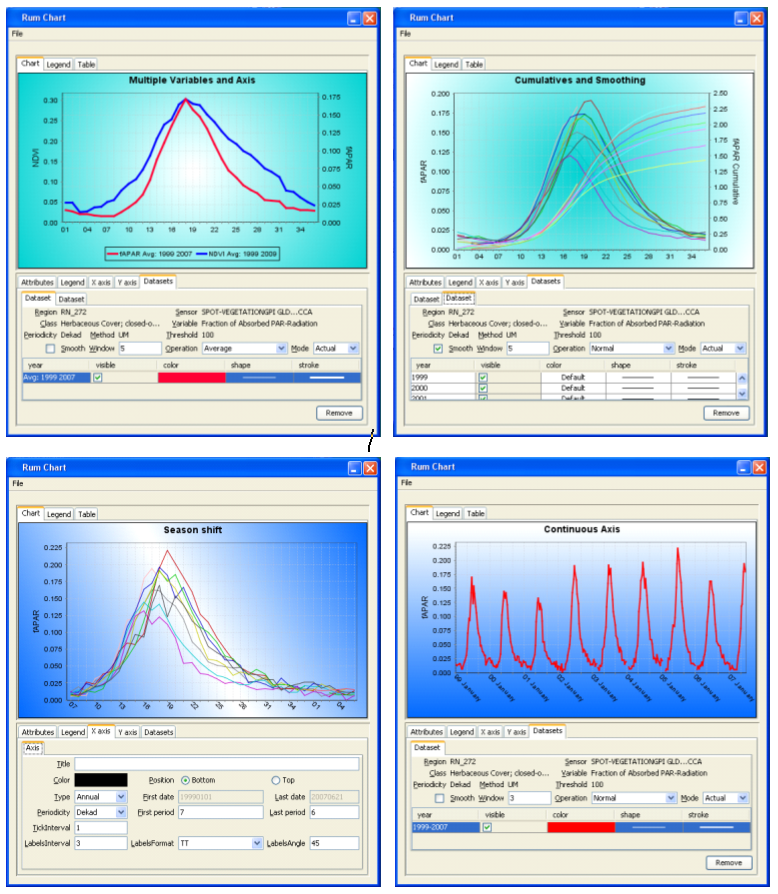 Rum Chart
File
Chart Legend Table
Multiple Variables and Axis
NDVI
0.30
0.25
0.20
0.15
0.10
0.05
0.00
01 04 07 10 13 16 19 22 25 28 31 34
0.175
0.150
0.125
0.100
0.075
0.050
0.025
0.000
fAPAR
fAPAR Avg: 1999 2007 NDVI Avg: 1999 2009
Attributes Legend X axis Y axis Datasets
Dataset Dataset
Region RN_272 Sensor SPOT-VEGETATIONGPI GLD...CCA
Class Herbaceous Cover; closed-o... Variable Fraction of Absorbed PAR-Radiation
Periodicity Dekad Method UM Threshold 100
Smooth Window 5 Operation Average Mode Actual
year visible color shape stroke
Avg: 1999 2007
Remove
Rum Chart
File
Chart Legend Table
Cumulatives and Smoothing
fAPAR
0.200
0.175
0.150
0.125
0.100
0.075
0.050
0.025
0.000
01 04 07 10 13 16 19 22 25 28 31 34
2.50
2.25
2.00
1.75
1.50
1.25
1.00
0.75
0.50
0.25
0.00
fAPAR Cumulative
Attributes Legend X axis Y axis Datasets
Dataset Dataset
Region RN_272 Sensor SPOT-VEGETATIONGPI GLD...CCA
Class Herbaceous Cover; closed-o... Variable Fraction of Absorbed PAR-Radiation
Periodicity Dekad Method UM Threshold 100
Smooth Window 5 Operation Normal Mode Actual
year visible color shape stroke
1999 Default
2000 Default
2001 Default
Remove
Rum Chart
File
Chart Legend Table
Season shift
fAPAR
0.225
0.200
0.175
0.150
0.125
0.100
0.075
0.050
0.025
0.000
07 10 13 16 19 22 25 28 31 34 01 04
Attributes Legend X axis Y axis Datasets
Axis
Title
Color Position Bottom Top
Type Annual First date 19990101 Last date 20070621
Periodicity Dekad First period 7 Last period 6
TickInterval 1
LabelsInterval 3 LabelsFormat TT LabelsAngle 45
Rum Chart
File
Chart Legend Table
Continuous Axis
fAPAR
0.225
0.200
0.175
0.150
0.125
0.100
0.075
0.050
0.025
0.000
99 January 00 January 01 January 02 January 03 January 04 January 05 January 06 January 07 January
Attributes Legend X axis Y axis Datasets
Dataset
Region RN_272 Sensor SPOT-VEGETATIONGPI GLD...CCA
Class Herbaceous Cover; closed-o... Variable Fraction of Absorbed PAR-Radiation
Periodicity Dekad Method UM Threshold 100
Smooth Window 3 Operation Normal Mode Actual
year visible color shape stroke
1999-2007
Remove